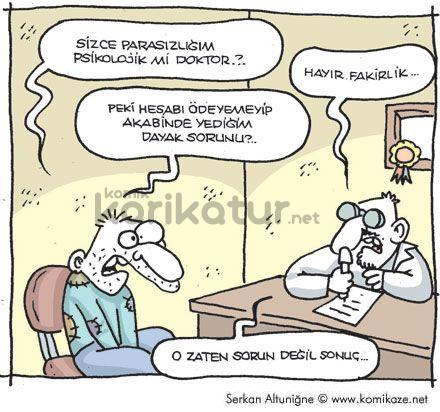 SİZCE PARASIZLIĞIM
PSİKOLOJİK Mİ DOKTOR.?.
HAYIR. FAKİRLİK...
PEKİ HESABI ÖDEYEMEYİP
AKABİNDE YEDİĞİM
DAYAK SORUNU?..
komik
karikatur.net
O ZATEN SORUN DEĞİL SONUÇ...
Serkan Altuniğne © www.komikaze.net